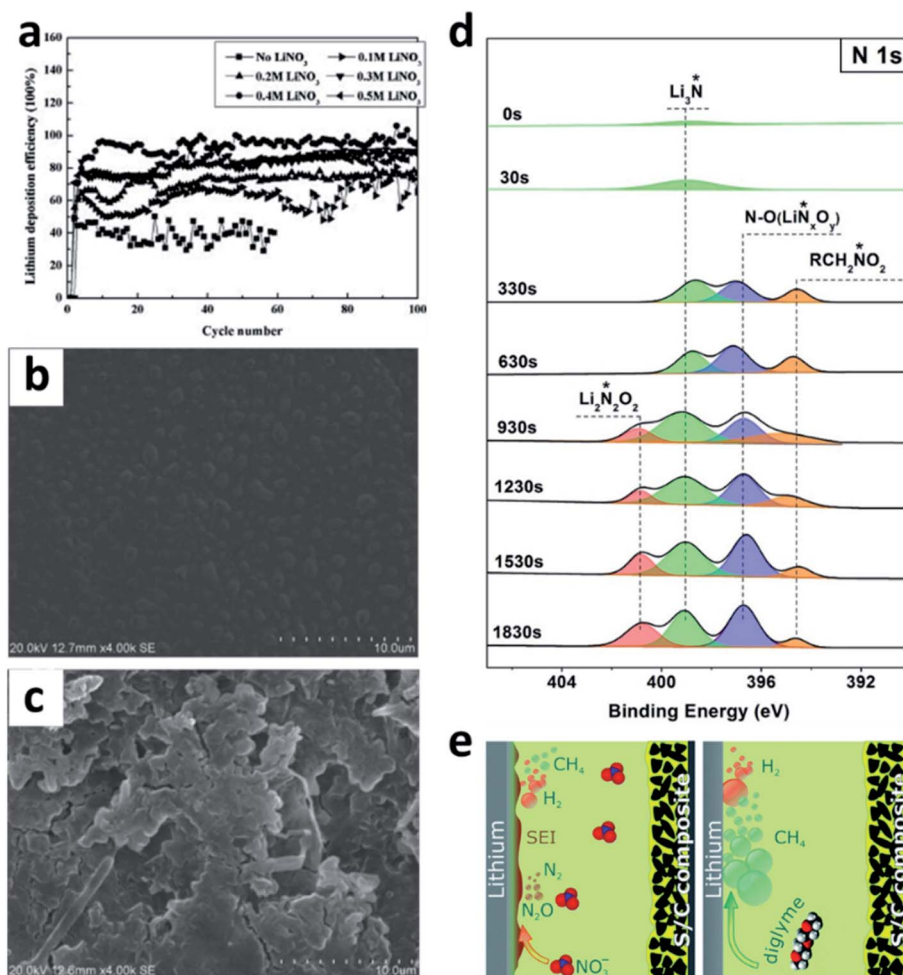 a
Lithium deposition efficiency (100%)
160
140
120
100
80
60
40
20
0
No LiNO3
0.1M LiNO3
0.2M LiNO3
0.3M LiNO3
0.4M LiNO3
0.5M LiNO3
0 20 40 60 80 100
Cycle number
b
20.0kV 12.7mm x4.00k SE
10.0um
c
20.0kV 12.6mm x4.00k SE
10.0um
d
N 1s
Li3N*
0s
30s
N-O(LiN*xOy)
RCH2N*O2
330s
630s
Li2N*2O2
930s
1230s
1530s
1830s
404 400 396 392
Binding Energy (eV)
e
Lithium
CH4
H2
SEI
N2
N2O
NO3−
S/C composite
Lithium
H2
CH4
diglyme
S/C composite